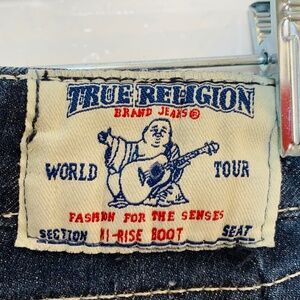 TRUE RELIGION
BRAND JEANS®
WORLD TOUR
FASHION FOR THE SENSES
SECTION HI-RISE BOOT SEAT